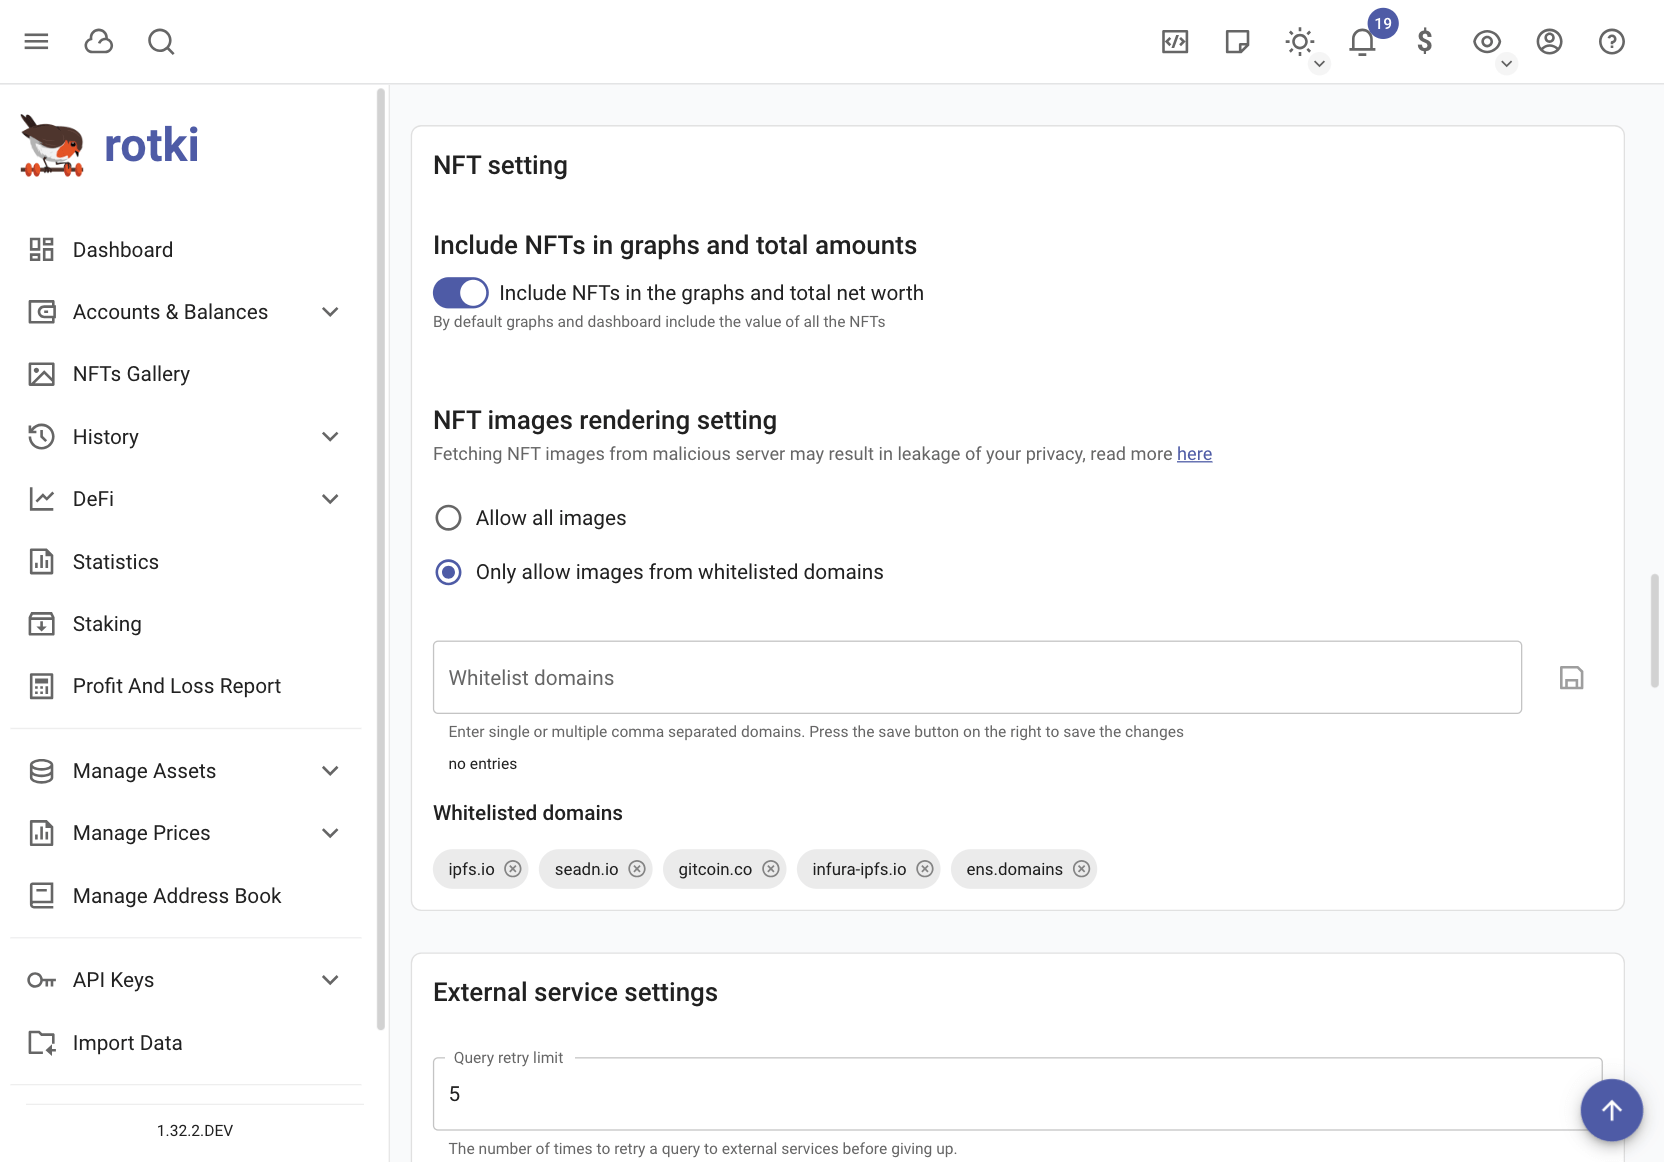 19
rotki
Dashboard
Accounts & Balances
NFTs Gallery
History
DeFi
Statistics
Staking
Profit And Loss Report
Manage Assets
Manage Prices
Manage Address Book
API Keys
Import Data
1.32.2.DEV
NFT setting
Include NFTs in graphs and total amounts
Include NFTs in the graphs and total net worth
By default graphs and dashboard include the value of all the NFTs
NFT images rendering setting
Fetching NFT images from malicious server may result in leakage of your privacy, read more here
Allow all images
Only allow images from whitelisted domains
Whitelist domains
Enter single or multiple comma separated domains. Press the save button on the right to save the changes
no entries
Whitelisted domains
ipfs.io seadn.io gitcoin.co infura-ipfs.io ens.domains
External service settings
Query retry limit
5
The number of times to retry a query to external services before giving up.